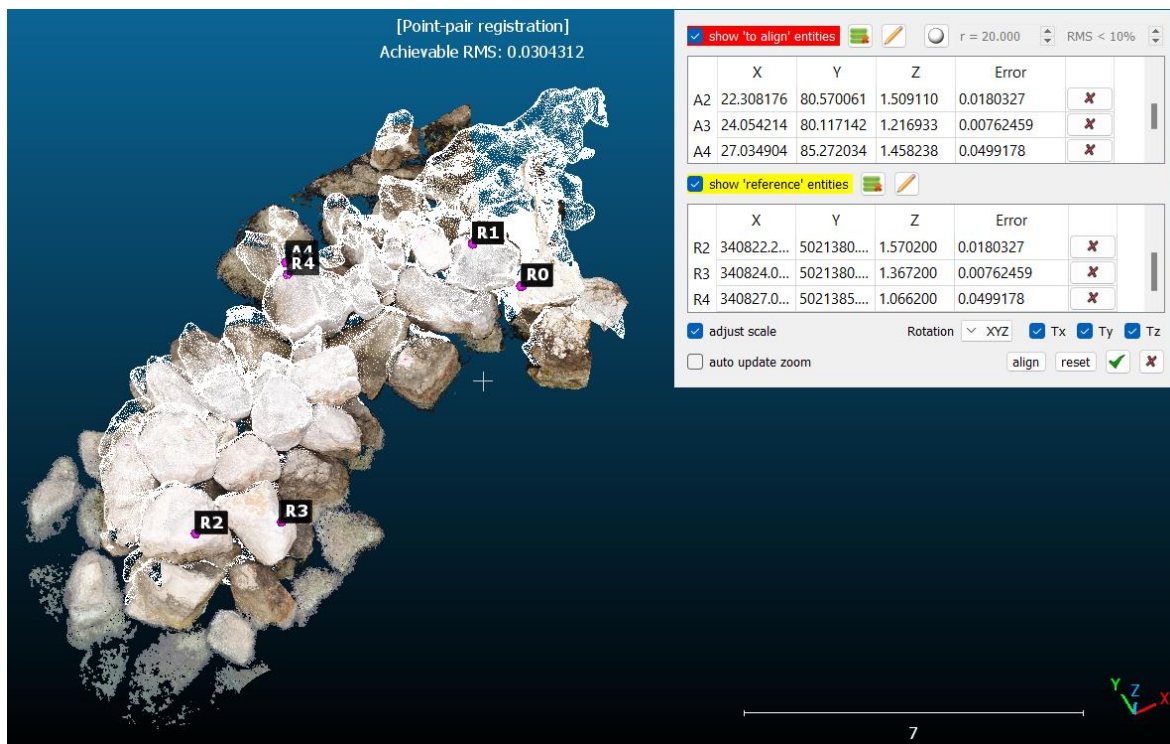 [Point-pair registration]
Achievable RMS: 0.0304312
show 'to align' entities r = 20.000 RMS < 10%
X Y Z Error
A2 22.308176 80.570061 1.509110 0.0180327
A3 24.054214 80.117142 1.216933 0.00762459
A4 27.034904 85.272034 1.458238 0.0499178
show 'reference' entities
X Y Z Error
R2 340822.2... 5021380.... 1.570200 0.0180327
R3 340824.0... 5021380.... 1.367200 0.00762459
R4 340827.0... 5021385.... 1.066200 0.0499178
adjust scale Rotation XYZ Tx Ty Tz
auto update zoom align reset
R1
A4
R4
R0
R3
R2
Y Z X
7